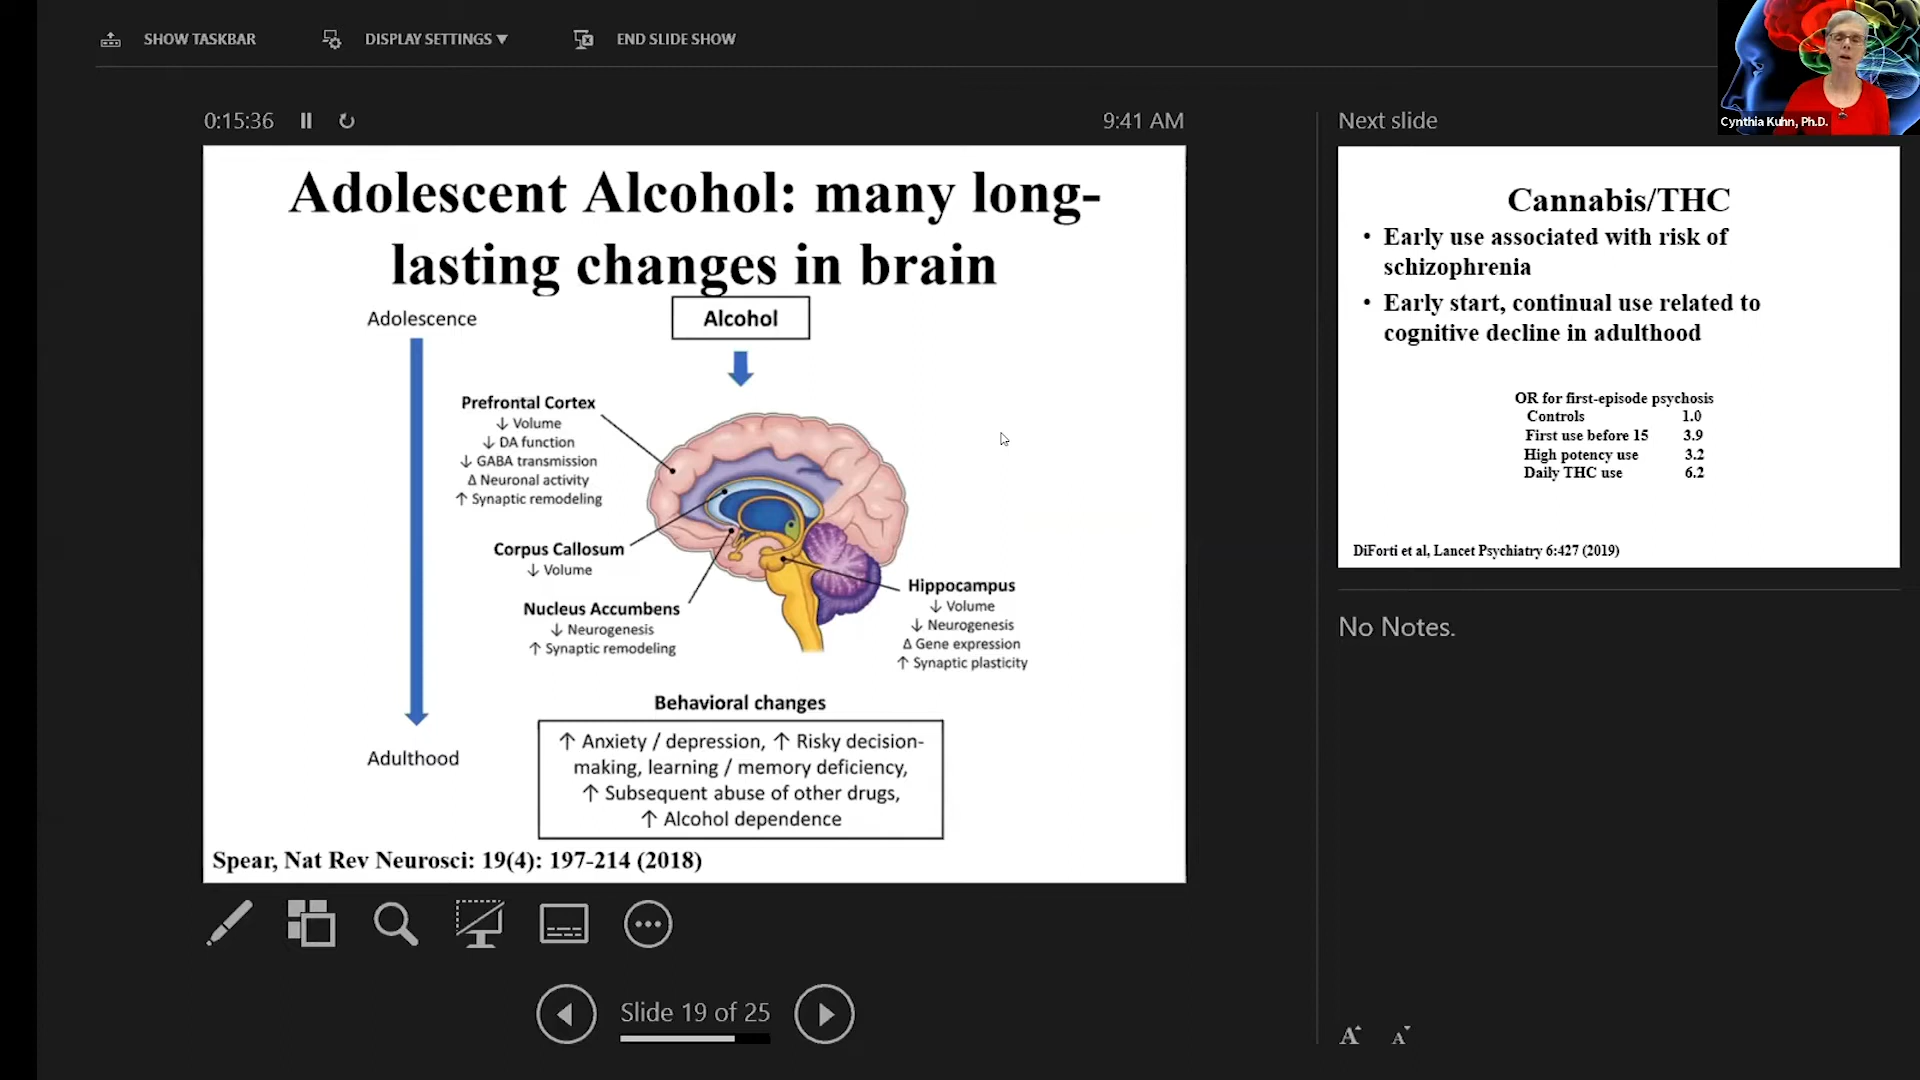 SHOW TASKBAR
DISPLAY SETTINGS ▼
END SLIDE SHOW
Cynthia Kuhn, Ph.D.
0:15:36
9:41 AM
Adolescent Alcohol: many long-
lasting changes in brain
Adolescence
Alcohol
Prefrontal Cortex
↓ Volume
↓ DA function
↓ GABA transmission
Δ Neuronal activity
↑ Synaptic remodeling
Corpus Callosum
↓ Volume
Nucleus Accumbens
↓ Neurogenesis
↑ Synaptic remodeling
Hippocampus
↓ Volume
↓ Neurogenesis
Δ Gene expression
↑ Synaptic plasticity
Behavioral changes
↑ Anxiety / depression, ↑ Risky decision-
making, learning / memory deficiency,
↑ Subsequent abuse of other drugs,
↑ Alcohol dependence
Adulthood
Spear, Nat Rev Neurosci: 19(4): 197-214 (2018)
Slide 19 of 25
Next slide
Cannabis/THC
• Early use associated with risk of
schizophrenia
• Early start, continual use related to
cognitive decline in adulthood
OR for first-episode psychosis
Controls 1.0
First use before 15 3.9
High potency use 3.2
Daily THC use 6.2
DiForti et al, Lancet Psychiatry 6:427 (2019)
No Notes.
A A